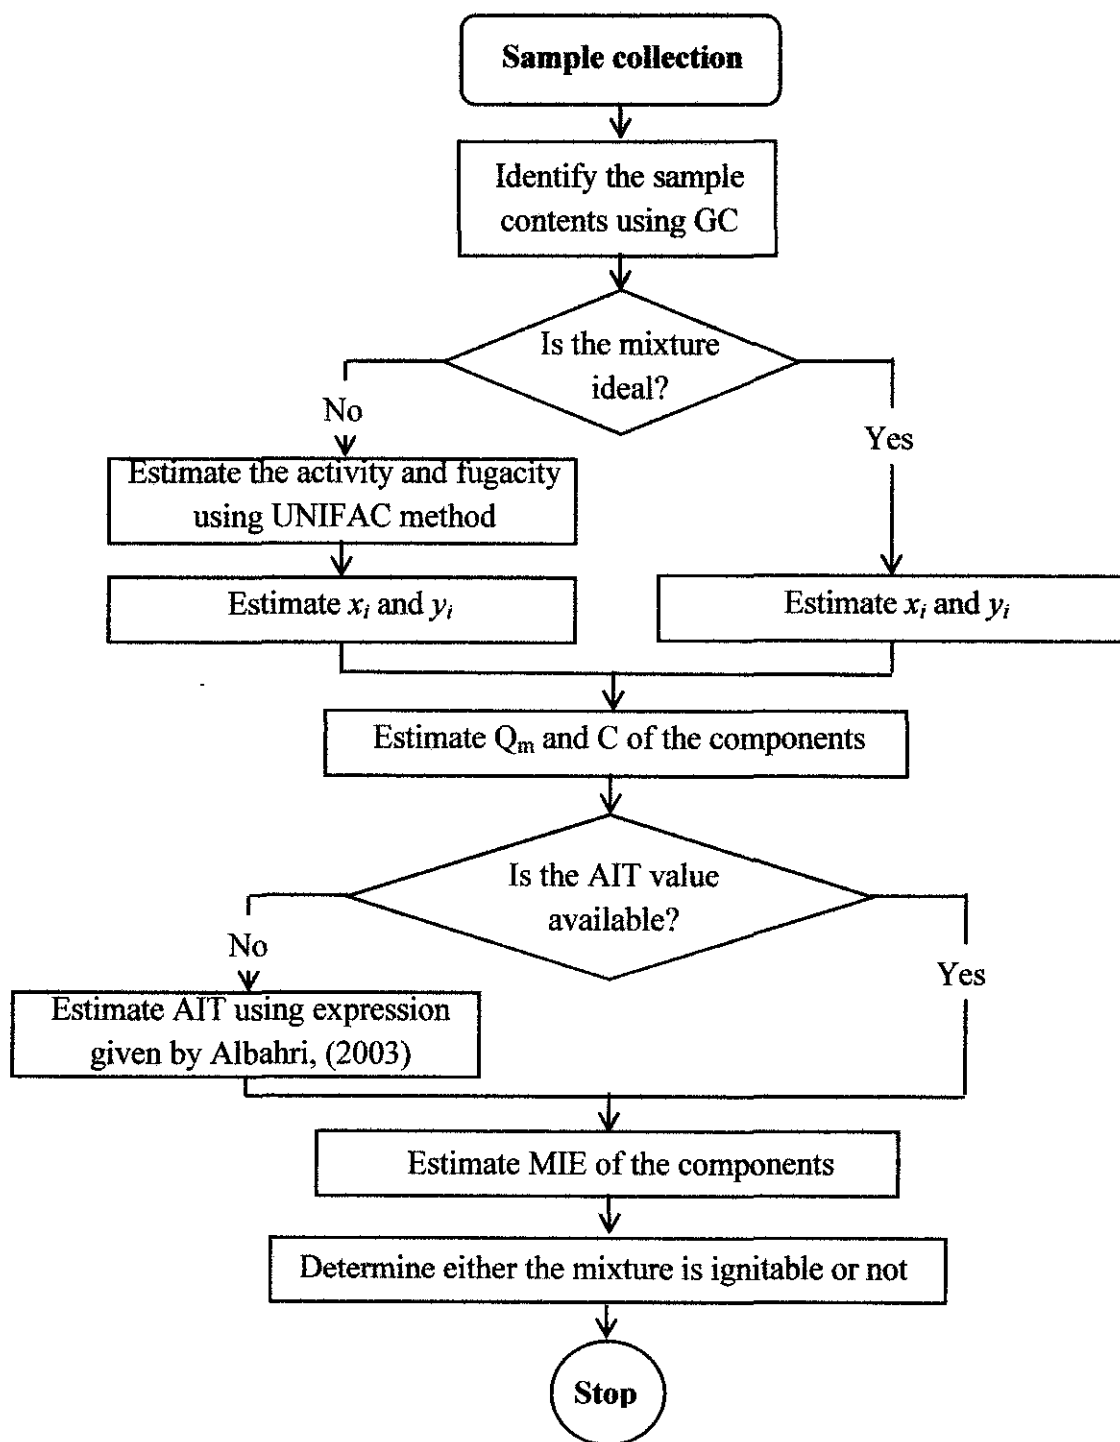 Sample collection
Identify the sample
contents using GC
Is the mixture
ideal?
No
Yes
Estimate the activity and fugacity
using UNIFAC method
Estimate xᵢ and yᵢ
Estimate xᵢ and yᵢ
Estimate Qₘ and C of the components
Is the AIT value
available?
No
Yes
Estimate AIT using expression
given by Albahri, (2003)
Estimate MIE of the components
Determine either the mixture is ignitable or not
Stop